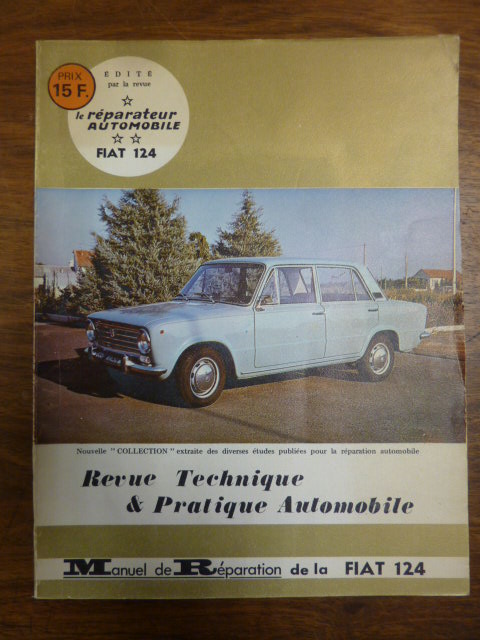 PRIX
15 F.
ÉDITÉ
par la revue
le réparateur
AUTOMOBILE
FIAT 124
Nouvelle "COLLECTION" extraite des diverses études publiées pour la réparation automobile
Revue Technique
& Pratique Automobile
Manuel de Réparation de la FIAT 124